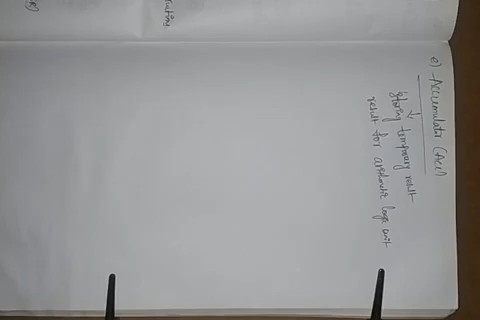 e) Accumulator (Acc)
Storing temporary result
result for arithmetic logic unit